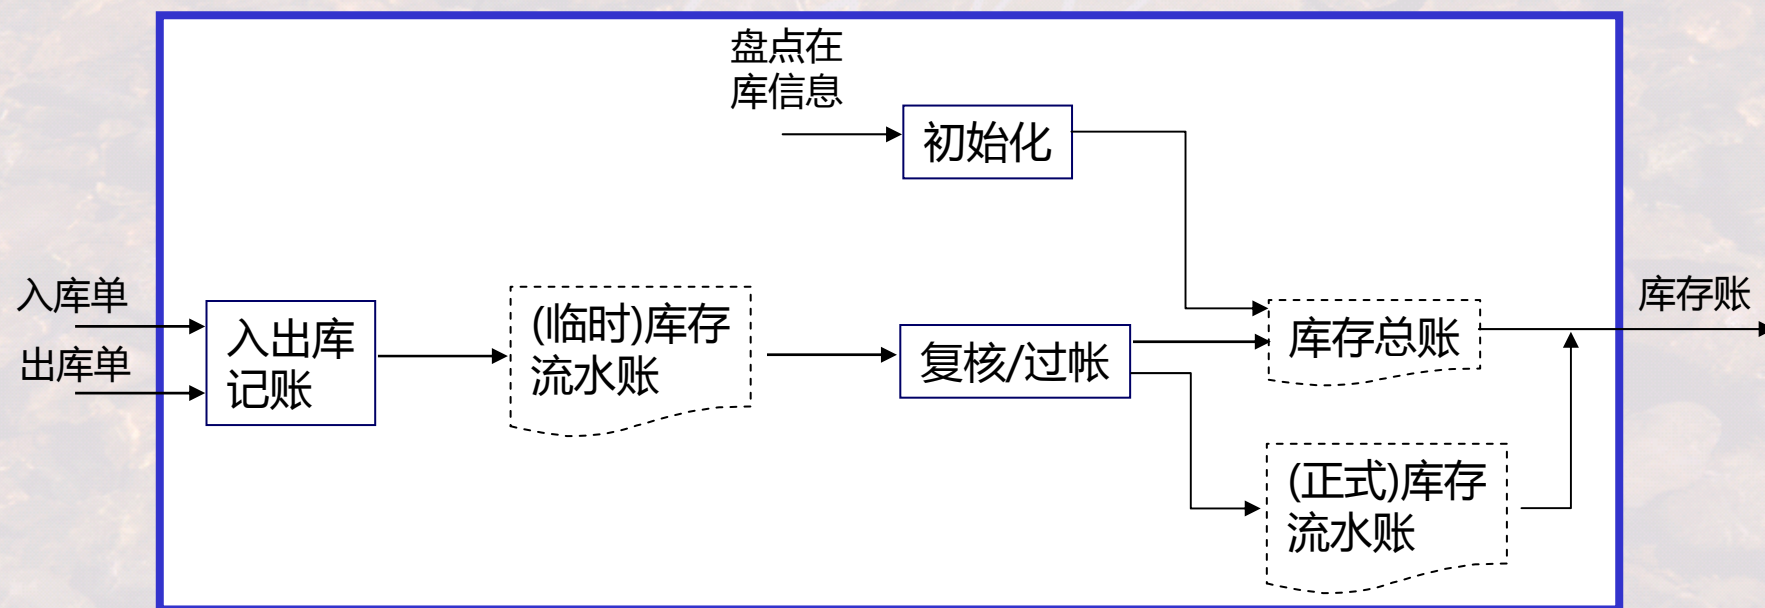 盘点在
库信息
初始化
入库单
出库单
入出库
记账
(临时)库存
流水账
复核/过帐
库存总账
(正式)库存
流水账
库存账